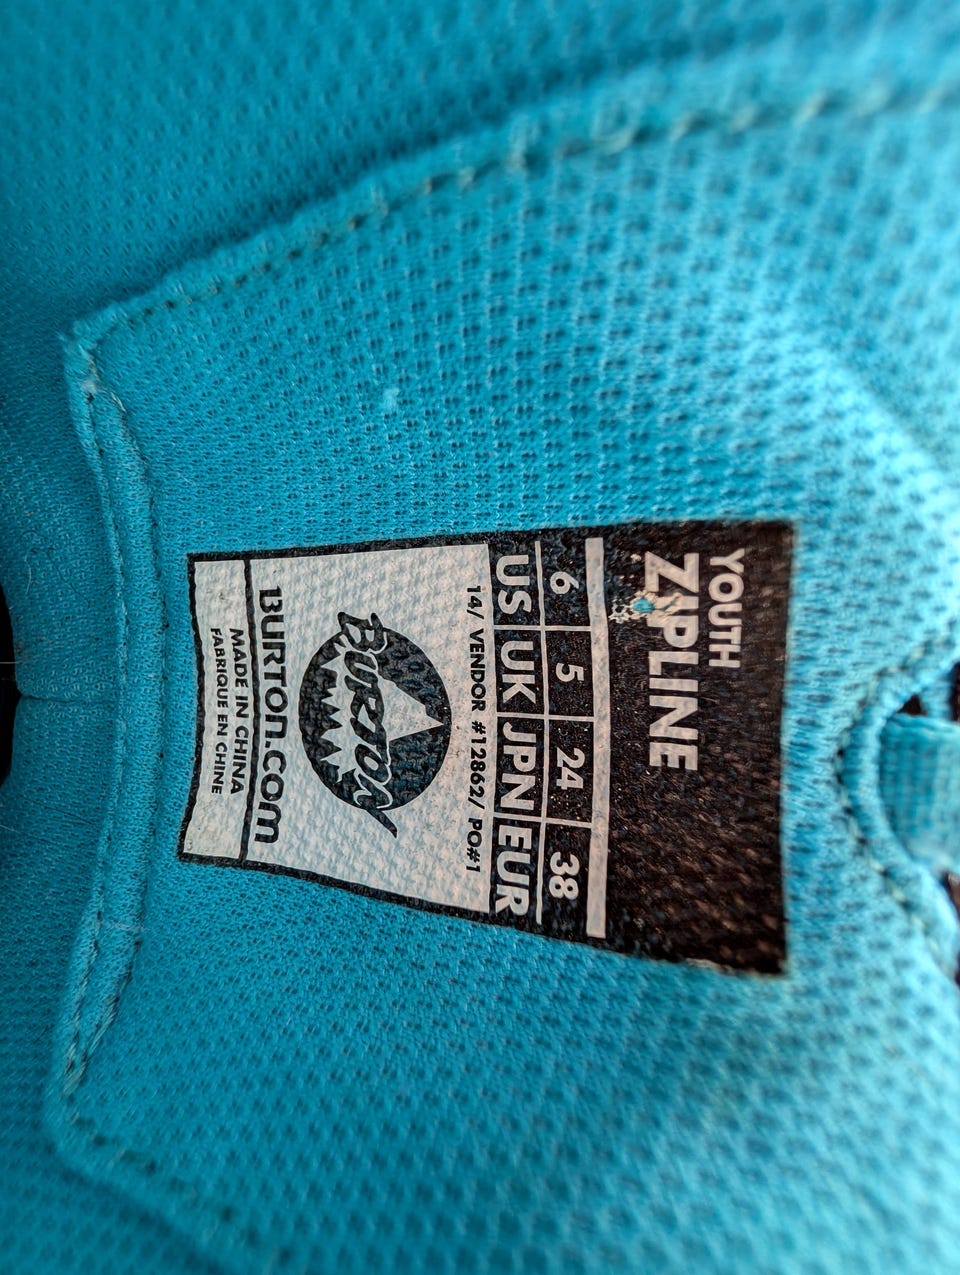 YOUTH
ZIPLINE
6 5 24 38
US UK JPN EUR
14/ VENDOR #12862/ PO#1
BURTON
BURTON.COM
MADE IN CHINA
FABRIQUE EN CHINE